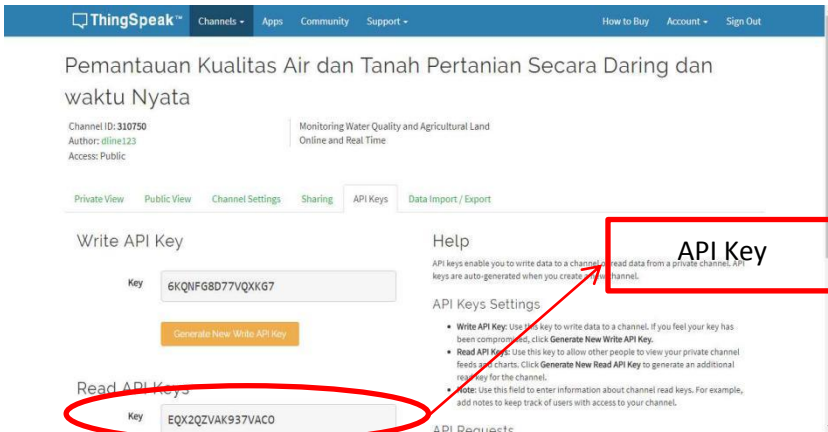 ThingSpeak™ Channels Apps Community Support How to Buy Account Sign Out
Pemantauan Kualitas Air dan Tanah Pertanian Secara Daring dan
waktu Nyata
Channel ID: 310750
Author: dline123
Access: Public
Monitoring Water Quality and Agricultural Land
Online and Real Time
Private View Public View Channel Settings Sharing API Keys Data Import / Export
Write API Key
Key 6KQNFG8D77VQXKG7
Generate New Write API Key
Read API Keys
Key EQX2QZVAK937VACO
Help
API keys enable you to write data to a channel or read data from a private channel. API
keys are auto-generated when you create a new channel.
API Keys Settings
• Write API Key: Use this key to write data to a channel. If you feel your key has
been compromised, click Generate New Write API Key.
• Read API Keys: Use this key to allow other people to view your private channel
feeds and charts. Click Generate New Read API Key to generate an additional
read key for the channel.
• Note: Use this field to enter information about channel read keys. For example,
add notes to keep track of users with access to your channel.
API Requests
API Key